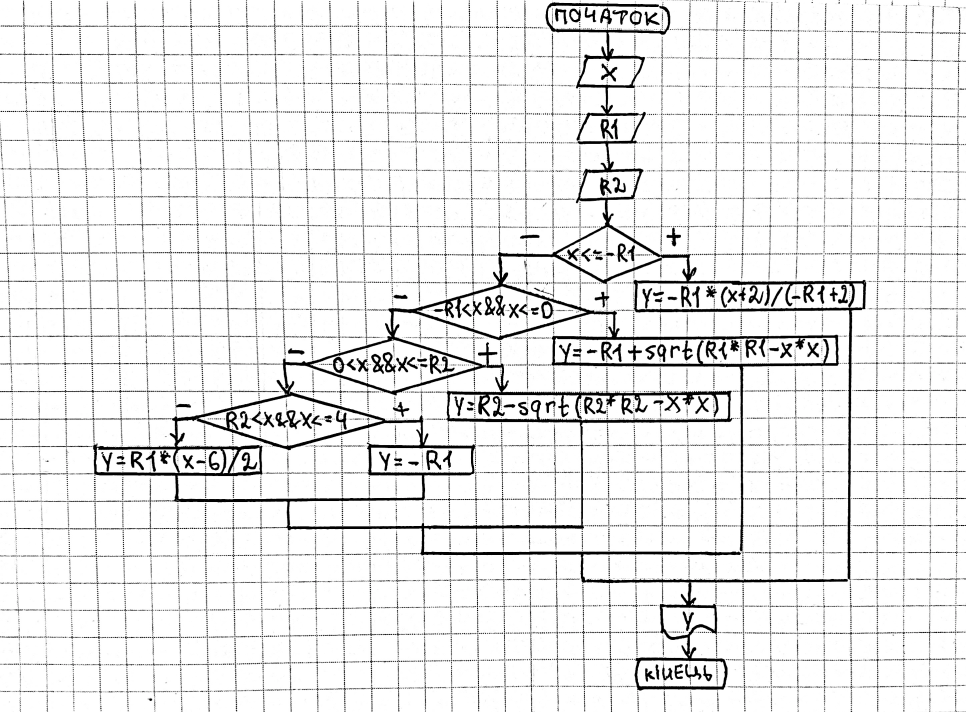 ПОЧАТОК
X
R1
R2
x<=-R1
- +
Y=-R1*(x+2)/(-R1+2)
-R1<x&&x<=0
- +
Y=-R1+sqrt(R1*R1-x*x)
0<x&&x<=R2
- +
Y=R2-sqrt(R2*R2-x*x)
R2<x&&x<=4
- +
Y=R1*(x-6)/2
Y=-R1
Y
КІНЕЦЬ